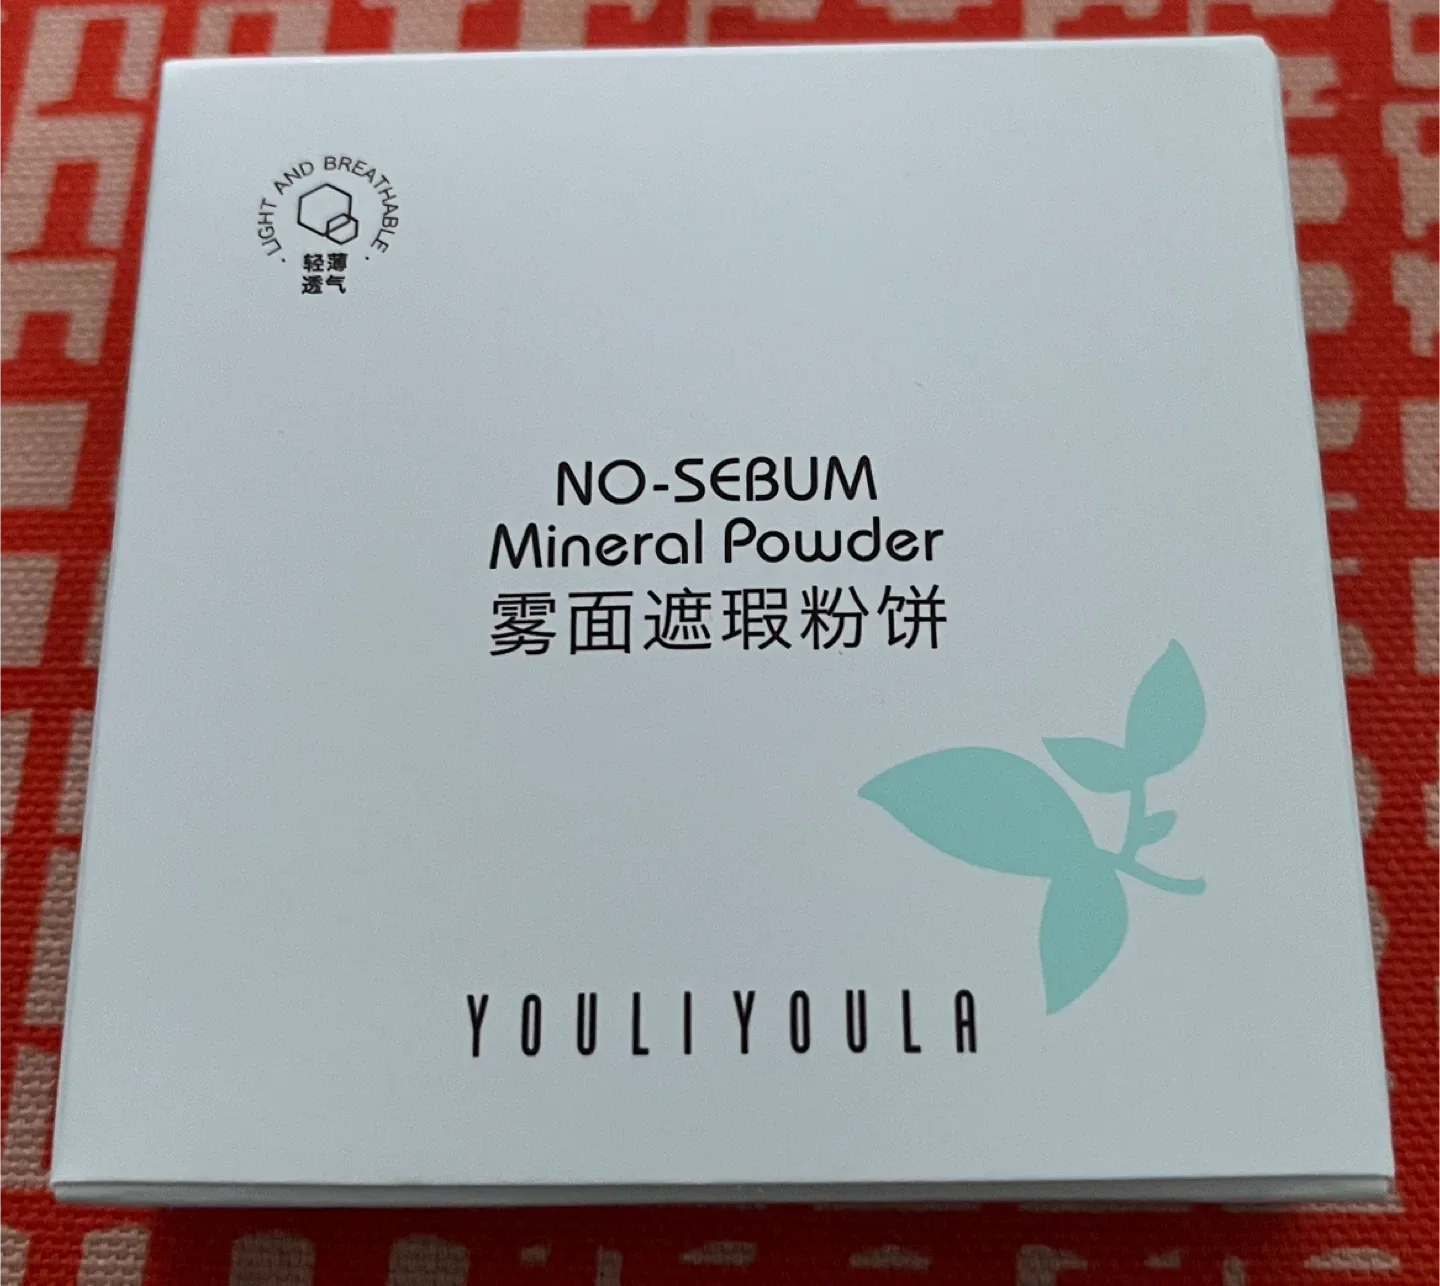 · LIGHT AND BREATHABLE ·
轻薄
透气
NO-SEBUM
Mineral Powder
雾面遮瑕粉饼
YOULIYOULA